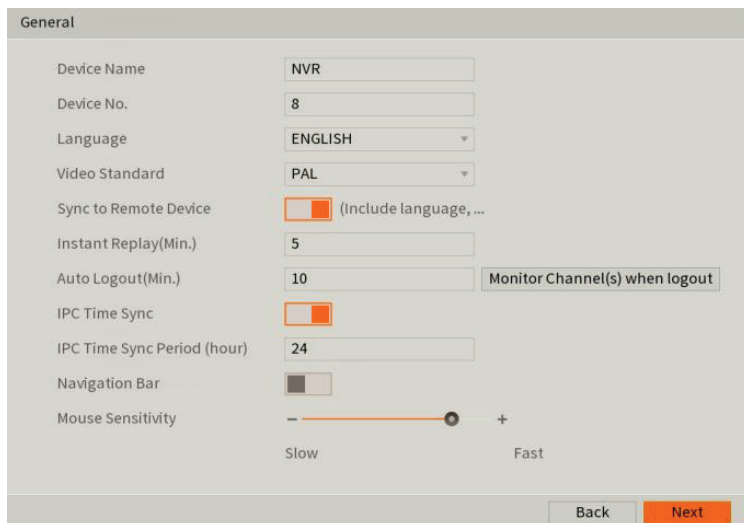 General
Device Name NVR
Device No. 8
Language ENGLISH
Video Standard PAL
Sync to Remote Device (Include language, ...
Instant Replay(Min.) 5
Auto Logout(Min.) 10 Monitor Channel(s) when logout
IPC Time Sync
IPC Time Sync Period (hour) 24
Navigation Bar
Mouse Sensitivity − +
Slow Fast
Back Next